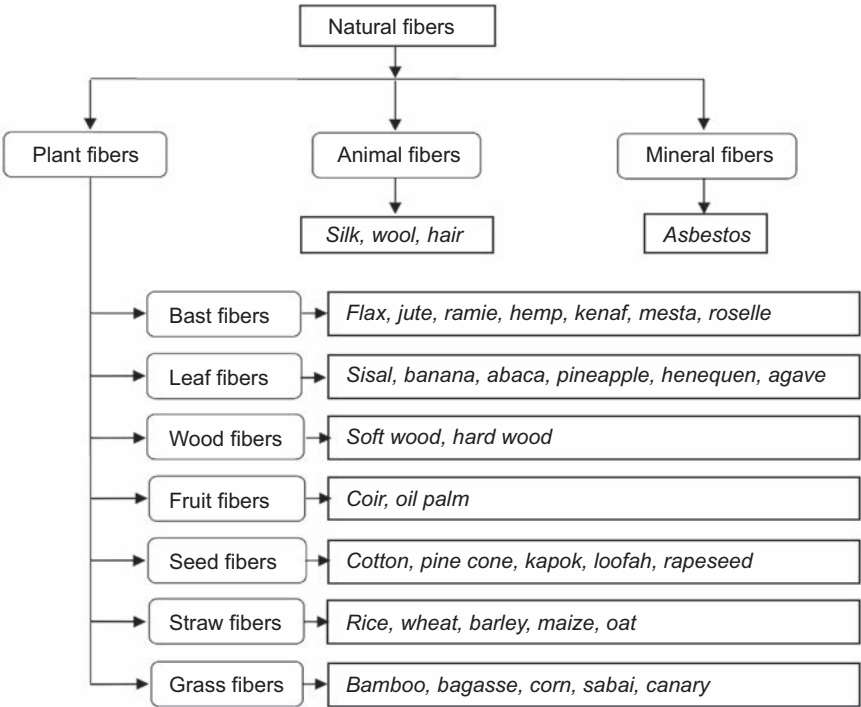 Natural fibers
Plant fibers
Animal fibers
Mineral fibers
Silk, wool, hair
Asbestos
Bast fibers
Flax, jute, ramie, hemp, kenaf, mesta, roselle
Leaf fibers
Sisal, banana, abaca, pineapple, henequen, agave
Wood fibers
Soft wood, hard wood
Fruit fibers
Coir, oil palm
Seed fibers
Cotton, pine cone, kapok, loofah, rapeseed
Straw fibers
Rice, wheat, barley, maize, oat
Grass fibers
Bamboo, bagasse, corn, sabai, canary